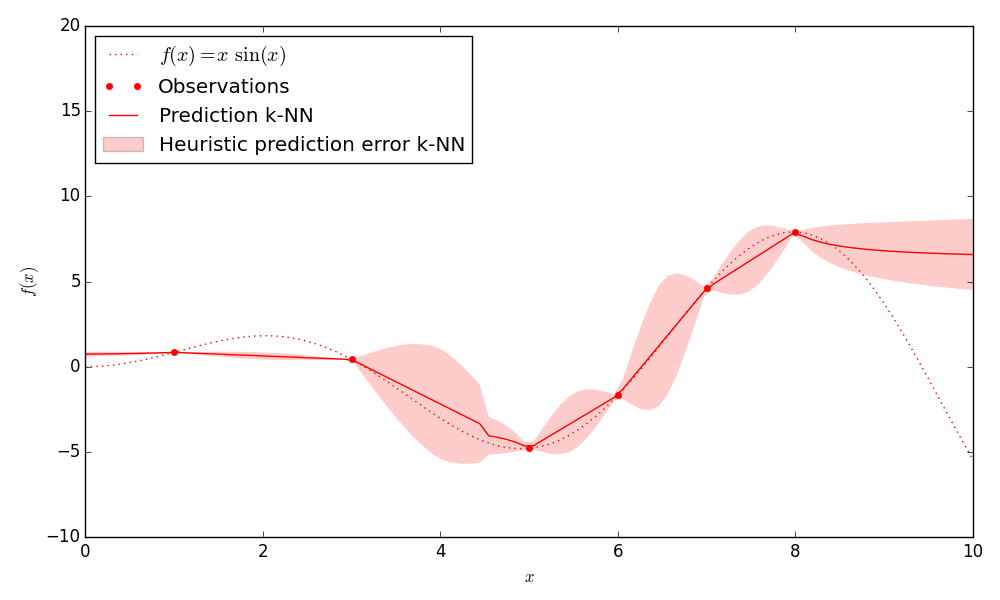 20
15
10
5
0
−5
−10
0 2 4 6 8 10
f(x)
x
f(x) = x sin(x)
Observations
Prediction k-NN
Heuristic prediction error k-NN